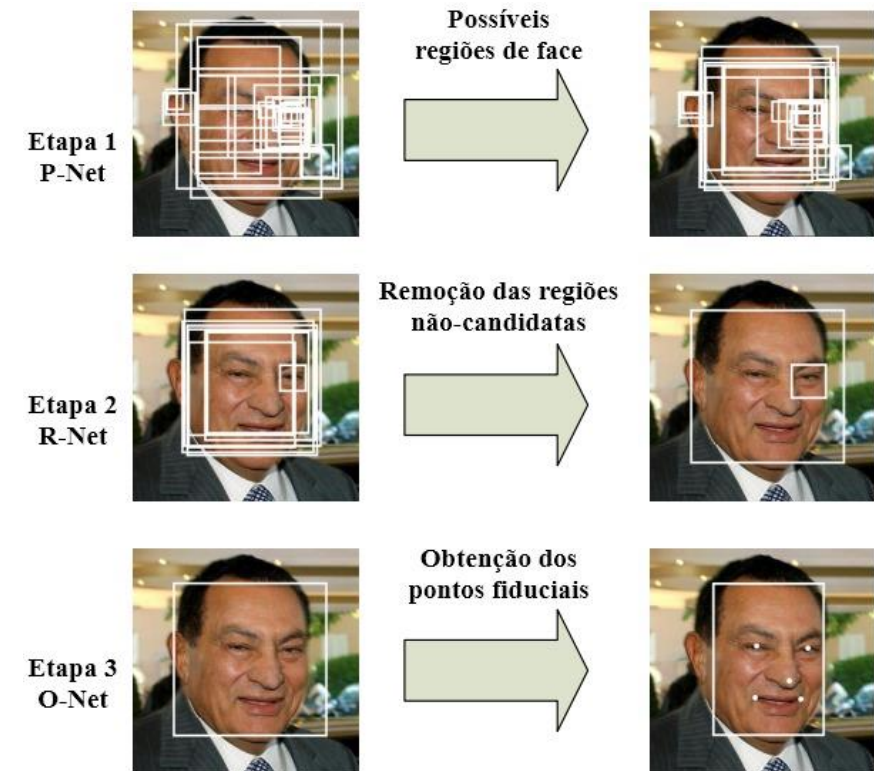 Possíveis
regiões de face
Etapa 1
P-Net
Remoção das regiões
não-candidatas
Etapa 2
R-Net
Obtenção dos
pontos fiduciais
Etapa 3
O-Net